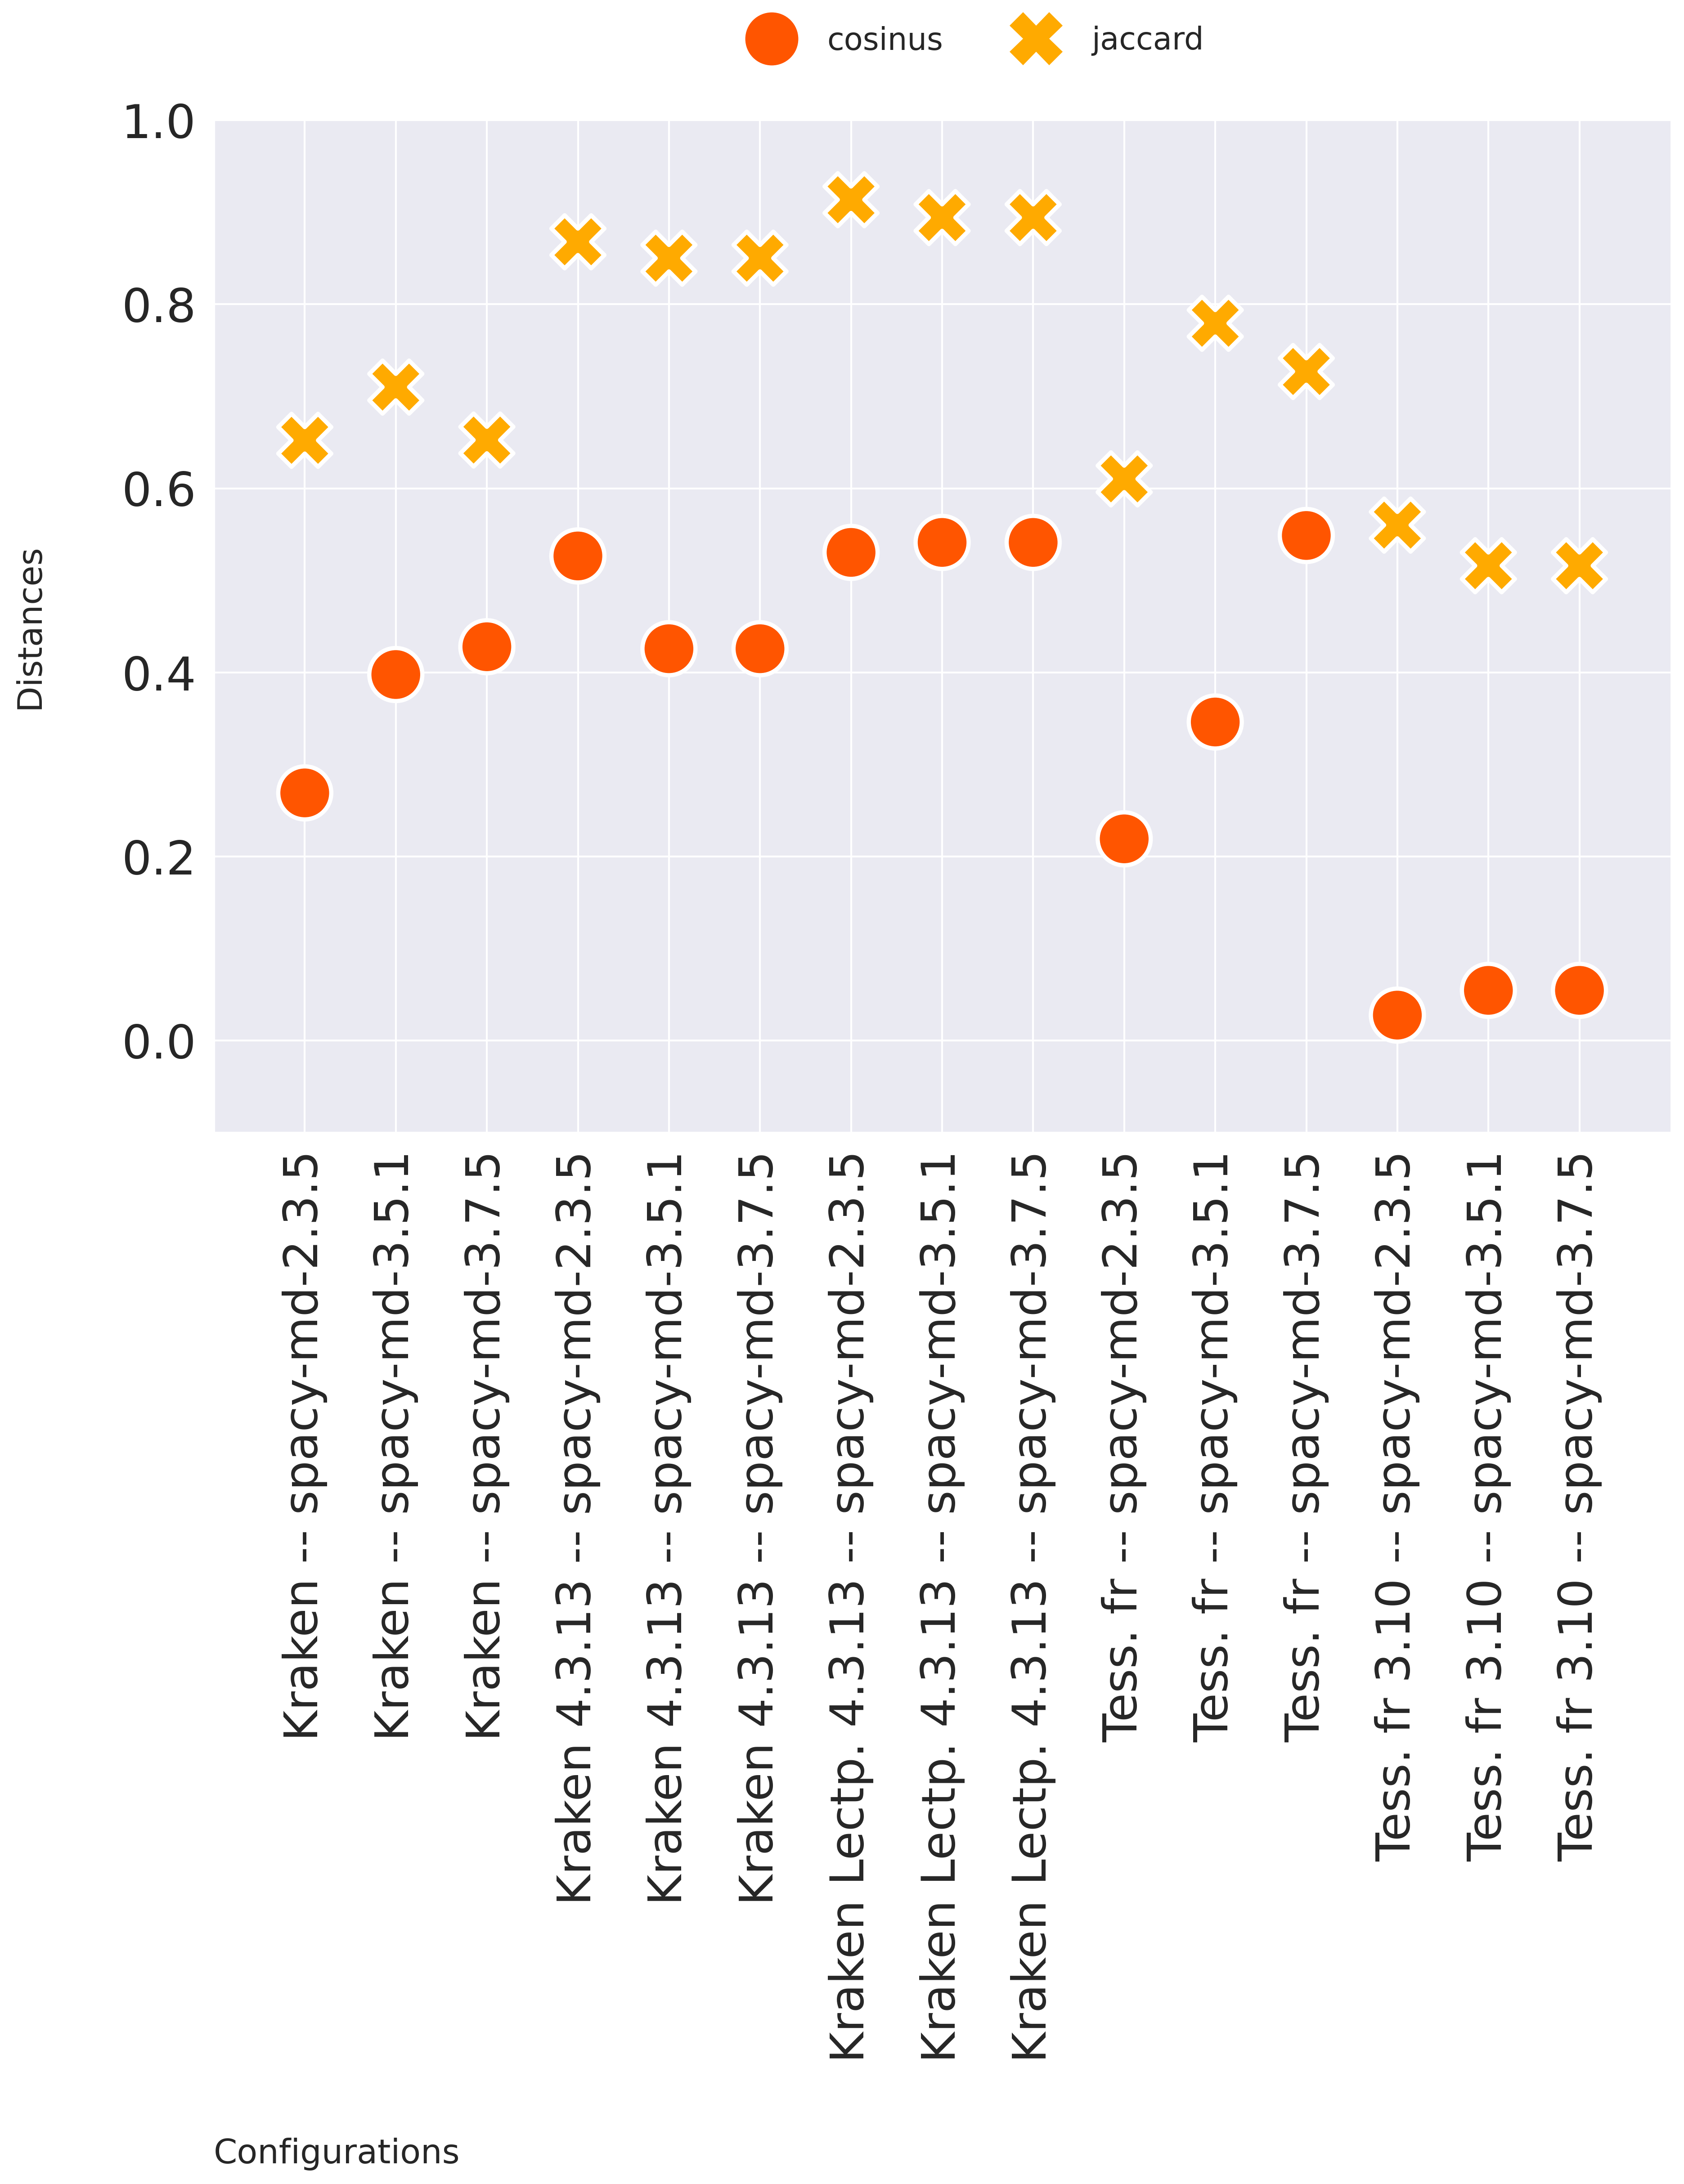 cosinus jaccard
1.0
0.8
0.6
0.4
0.2
0.0
Distances
Kraken -- spacy-md-2.3.5
Kraken -- spacy-md-3.5.1
Kraken -- spacy-md-3.7.5
Kraken 4.3.13 -- spacy-md-2.3.5
Kraken 4.3.13 -- spacy-md-3.5.1
Kraken 4.3.13 -- spacy-md-3.7.5
Kraken Lectp. 4.3.13 -- spacy-md-2.3.5
Kraken Lectp. 4.3.13 -- spacy-md-3.5.1
Kraken Lectp. 4.3.13 -- spacy-md-3.7.5
Tess. fr -- spacy-md-2.3.5
Tess. fr -- spacy-md-3.5.1
Tess. fr -- spacy-md-3.7.5
Tess. fr 3.10 -- spacy-md-2.3.5
Tess. fr 3.10 -- spacy-md-3.5.1
Tess. fr 3.10 -- spacy-md-3.7.5
Configurations